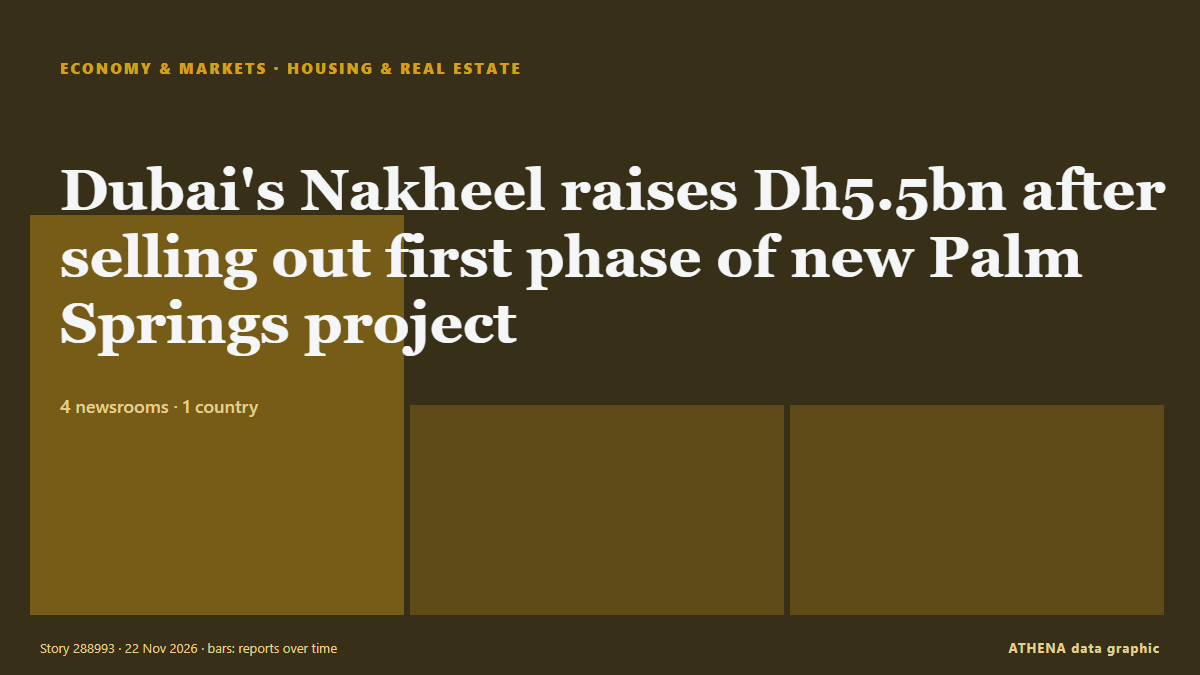 ECONOMY & MARKETS · HOUSING & REAL ESTATE
Dubai's Nakheel raises Dh5.5bn after
selling out first phase of new Palm
Springs project
4 newsrooms · 1 country
Story 288993 · 22 Nov 2026 · bars: reports over time
ATHENA data graphic